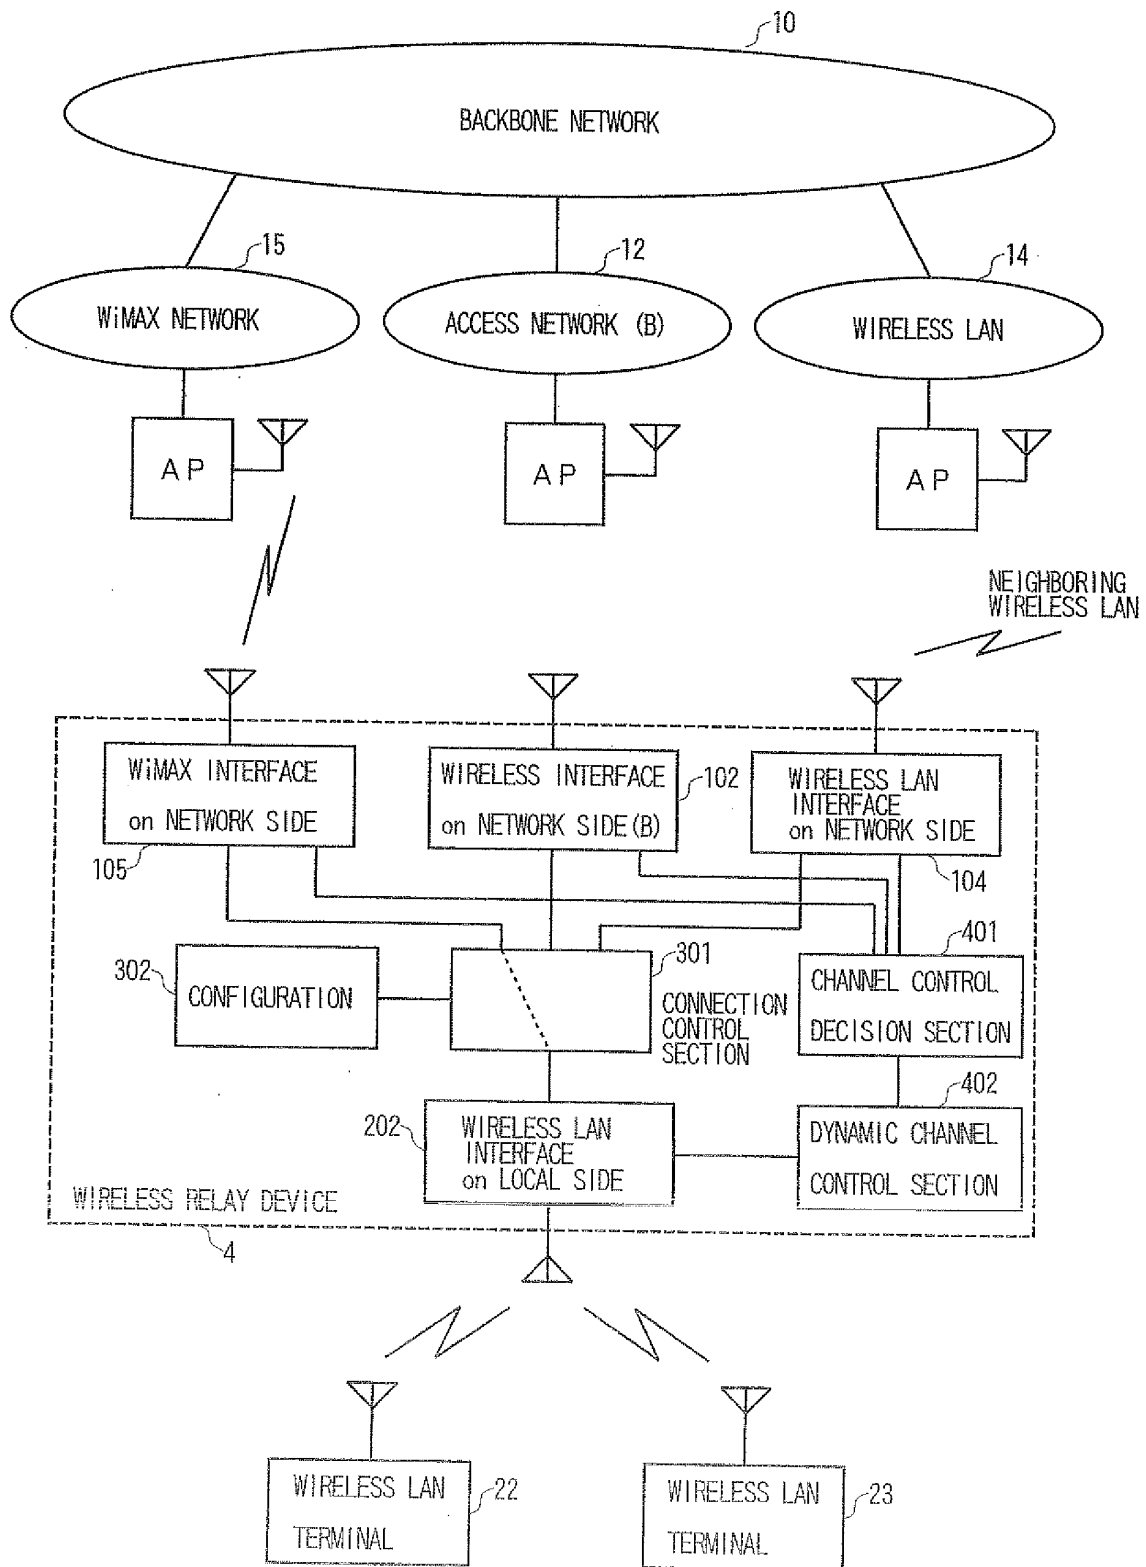 10
BACKBONE NETWORK
15
12
14
WiMAX NETWORK
ACCESS NETWORK (B)
WIRELESS LAN
AP
AP
AP
NEIGHBORING
WIRELESS LAN
WiMAX INTERFACE
on NETWORK SIDE
105
WIRELESS INTERFACE
on NETWORK SIDE(B)
102
WIRELESS LAN
INTERFACE
on NETWORK SIDE
104
302
CONFIGURATION
301
CONNECTION
CONTROL
SECTION
401
CHANNEL CONTROL
DECISION SECTION
402
DYNAMIC CHANNEL
CONTROL SECTION
202
WIRELESS LAN
INTERFACE
on LOCAL SIDE
WIRELESS RELAY DEVICE
4
WIRELESS LAN
TERMINAL
22
WIRELESS LAN
TERMINAL
23